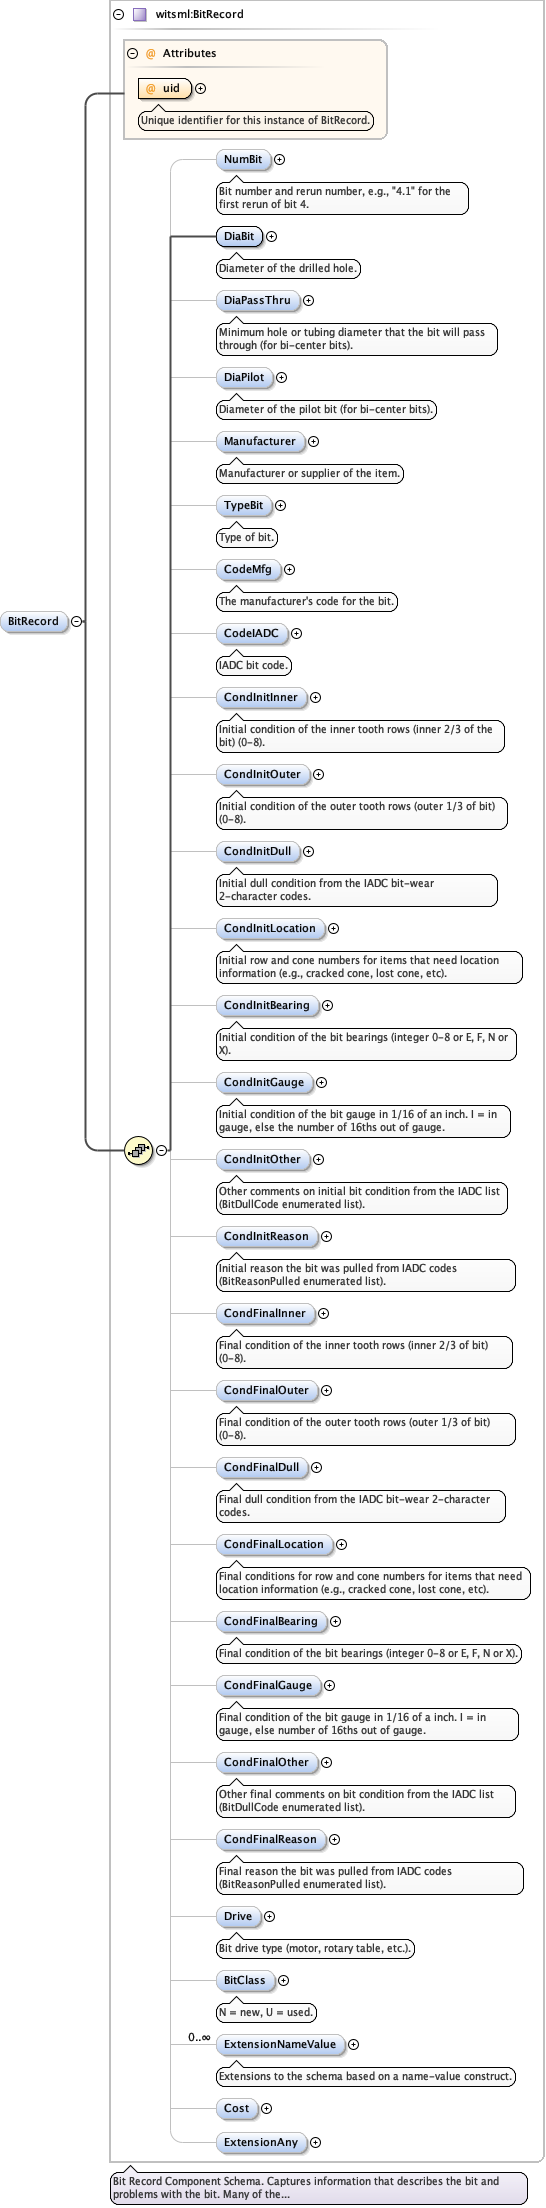 witsml:BitRecord
@ Attributes
@ uid
Unique identifier for this instance of BitRecord.
NumBit
Bit number and rerun number, e.g., "4.1" for the
first rerun of bit 4.
DiaBit
Diameter of the drilled hole.
DiaPassThru
Minimum hole or tubing diameter that the bit will pass
through (for bi-center bits).
DiaPilot
Diameter of the pilot bit (for bi-center bits).
Manufacturer
Manufacturer or supplier of the item.
TypeBit
Type of bit.
CodeMfg
The manufacturer's code for the bit.
BitRecord
CodeIADC
IADC bit code.
CondInitInner
Initial condition of the inner tooth rows (inner 2/3 of the
bit) (0-8).
CondInitOuter
Initial condition of the outer tooth rows (outer 1/3 of bit)
(0-8).
CondInitDull
Initial dull condition from the IADC bit-wear
2-character codes.
CondInitLocation
Initial row and cone numbers for items that need location
information (e.g., cracked cone, lost cone, etc).
CondInitBearing
Initial condition of the bit bearings (integer 0-8 or E, F, N or
X).
CondInitGauge
Initial condition of the bit gauge in 1/16 of an inch. I = in
gauge, else the number of 16ths out of gauge.
CondInitOther
Other comments on initial bit condition from the IADC list
(BitDullCode enumerated list).
CondInitReason
Initial reason the bit was pulled from IADC codes
(BitReasonPulled enumerated list).
CondFinalInner
Final condition of the inner tooth rows (inner 2/3 of bit)
(0-8).
CondFinalOuter
Final condition of the outer tooth rows (outer 1/3 of bit)
(0-8).
CondFinalDull
Final dull condition from the IADC bit-wear 2-character
codes.
CondFinalLocation
Final conditions for row and cone numbers for items that need
location information (e.g., cracked cone, lost cone, etc).
CondFinalBearing
Final condition of the bit bearings (integer 0-8 or E, F, N or X).
CondFinalGauge
Final condition of the bit gauge in 1/16 of a inch. I = in
gauge, else number of 16ths out of gauge.
CondFinalOther
Other final comments on bit condition from the IADC list
(BitDullCode enumerated list).
CondFinalReason
Final reason the bit was pulled from IADC codes
(BitReasonPulled enumerated list).
Drive
Bit drive type (motor, rotary table, etc.).
BitClass
N = new, U = used.
0..∞ ExtensionNameValue
Extensions to the schema based on a name-value construct.
Cost
ExtensionAny
Bit Record Component Schema. Captures information that describes the bit and
problems with the bit. Many of the...